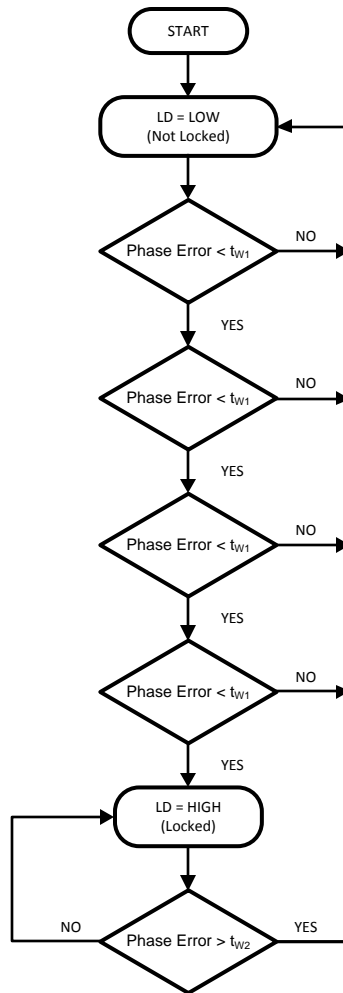 START
LD = LOW
(Not Locked)
Phase Error < tW1
NO
YES
Phase Error < tW1
NO
YES
Phase Error < tW1
NO
YES
Phase Error < tW1
NO
YES
LD = HIGH
(Locked)
NO
Phase Error > tW2
YES